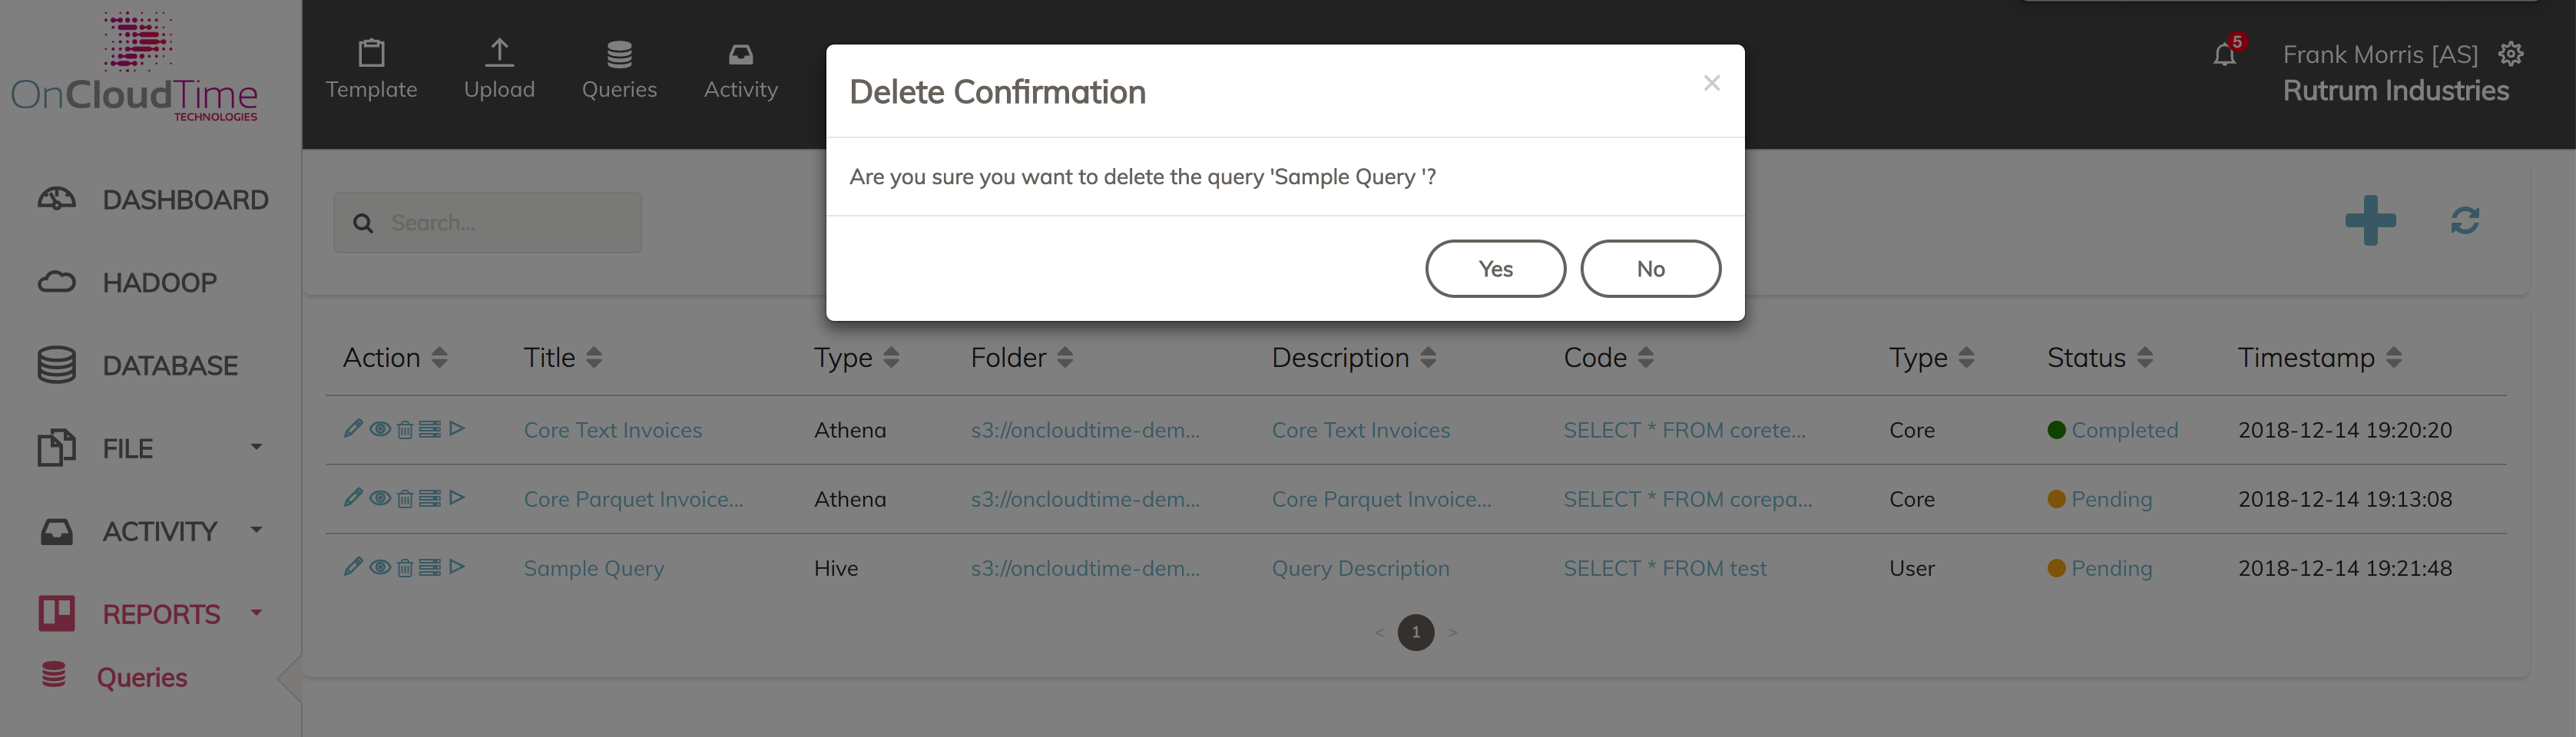 OnCloudTime
TECHNOLOGIES
Template
Upload
Queries
Activity
5
Frank Morris [AS]
Rutrum Industries
Delete Confirmation
×
Are you sure you want to delete the query 'Sample Query '?
Yes
No
DASHBOARD
HADOOP
DATABASE
FILE
ACTIVITY
REPORTS
Queries
Search...
Action Title Type Folder Description Code Type Status Timestamp
Core Text Invoices Athena s3://oncloudtime-dem... Core Text Invoices SELECT * FROM corete... Core Completed 2018-12-14 19:20:20
Core Parquet Invoice... Athena s3://oncloudtime-dem... Core Parquet Invoice... SELECT * FROM corepa... Core Pending 2018-12-14 19:13:08
Sample Query Hive s3://oncloudtime-dem... Query Description SELECT * FROM test User Pending 2018-12-14 19:21:48
< 1 >